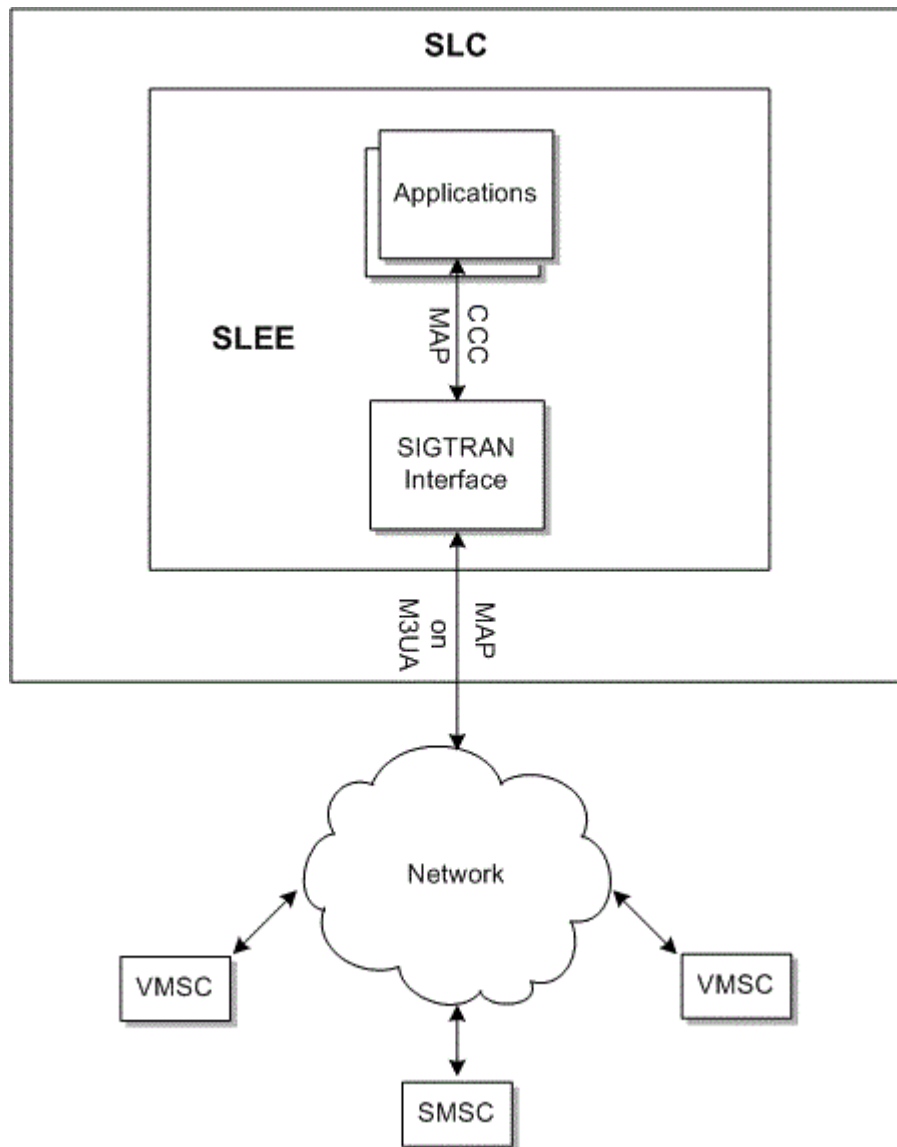 SLC
Applications
CCC
MAP
SLEE
SIGTRAN
Interface
MAP
on
M3UA
Network
VMSC
VMSC
SMSC